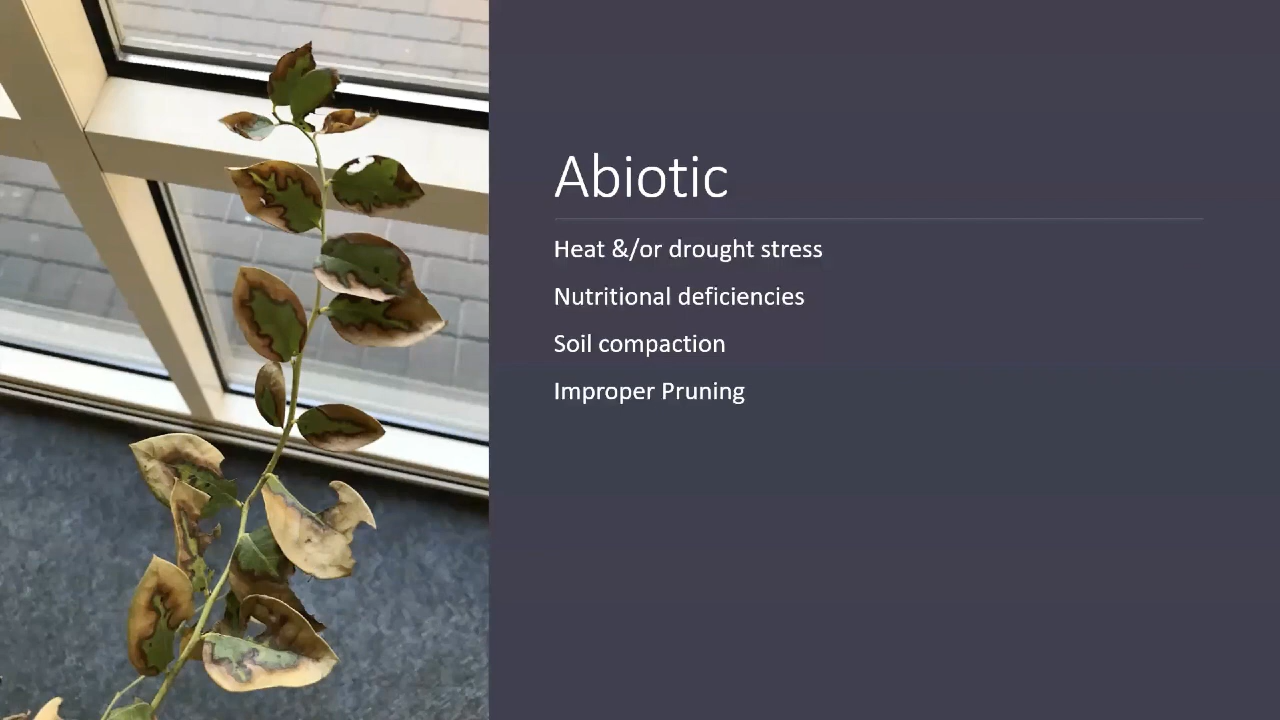 Abiotic
Heat &/or drought stress
Nutritional deficiencies
Soil compaction
Improper Pruning